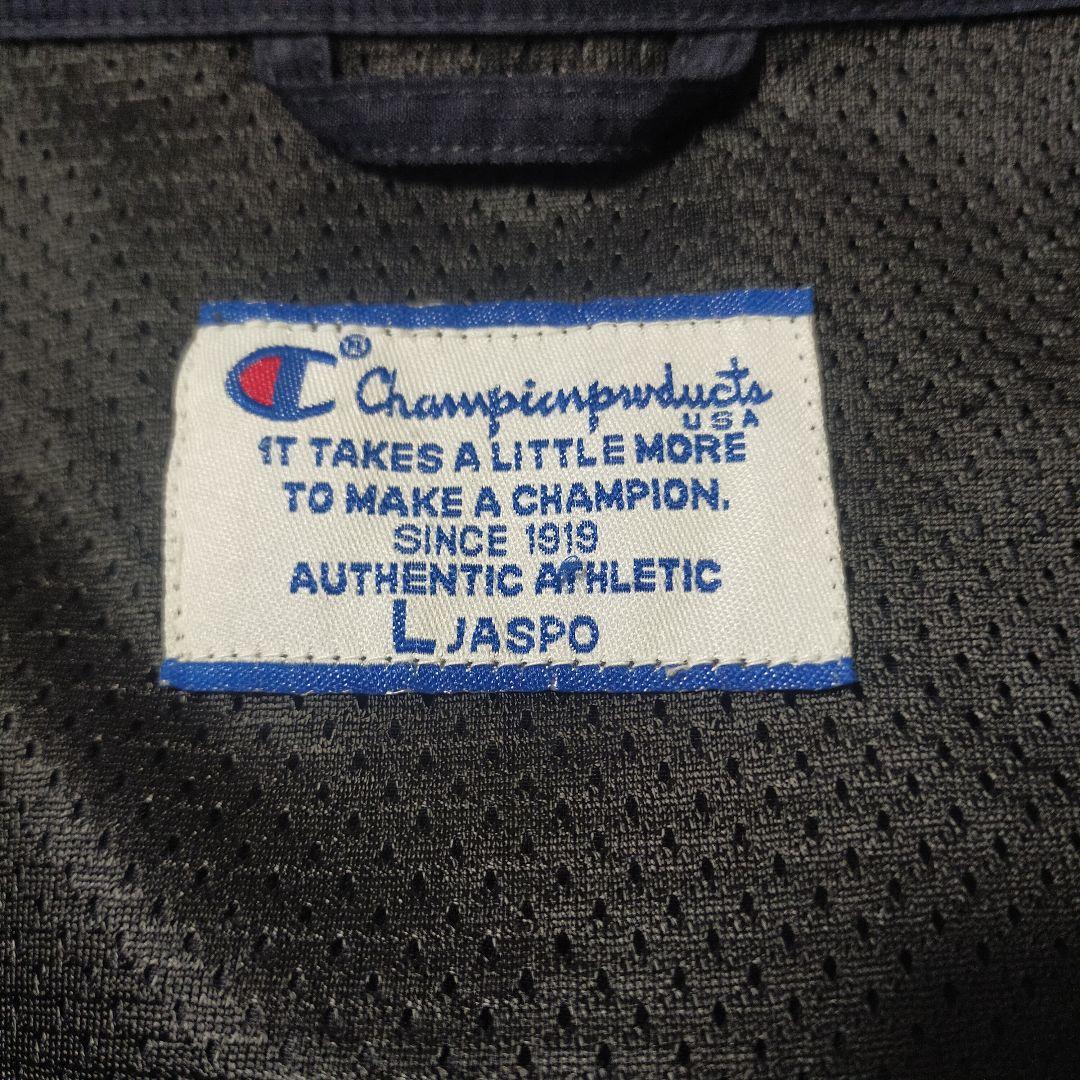 C® Championproducts
USA
IT TAKES A LITTLE MORE
TO MAKE A CHAMPION.
SINCE 1919
AUTHENTIC ATHLETIC
L JASPO